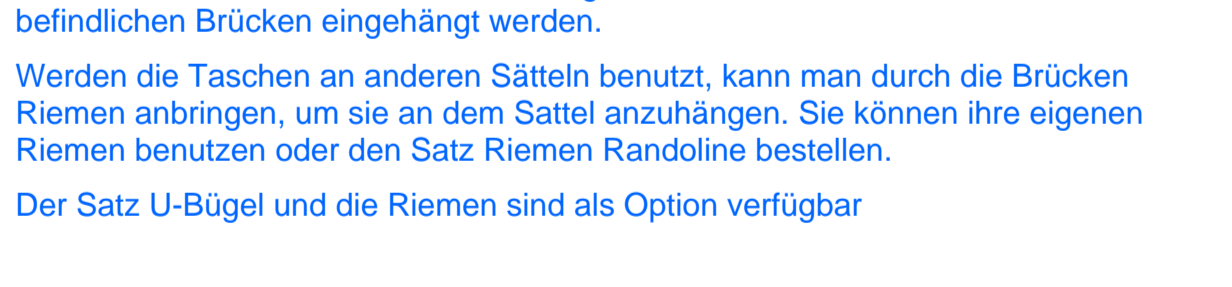 befindlichen Brücken eingehängt werden.
Werden die Taschen an anderen Sätteln benutzt, kann man durch die Brücken
Riemen anbringen, um sie an dem Sattel anzuhängen. Sie können ihre eigenen
Riemen benutzen oder den Satz Riemen Randoline bestellen.
Der Satz U-Bügel und die Riemen sind als Option verfügbar